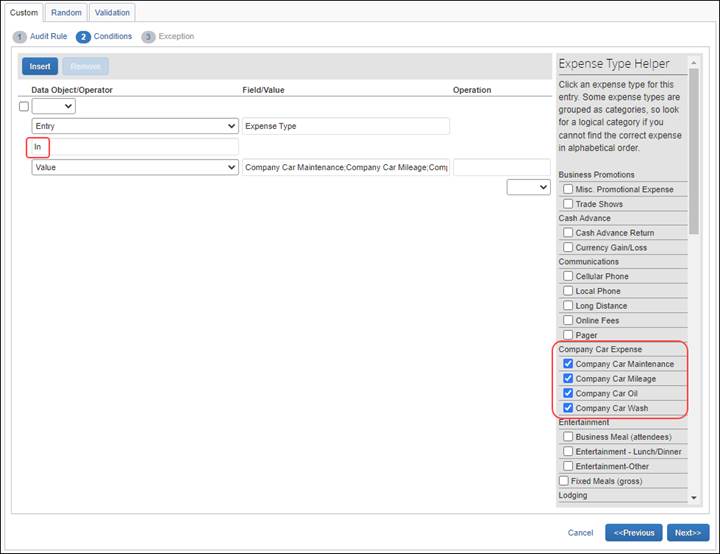 Custom Random Validation
1 Audit Rule 2 Conditions 3 Exception
Insert Remove
Data Object/Operator Field/Value Operation
Entry Expense Type
In
Value Company Car Maintenance;Company Car Mileage;Com
Expense Type Helper
Click an expense type for this
entry. Some expense types are
grouped as categories, so look
for a logical category if you
cannot find the correct expense
in alphabetical order.
Business Promotions
Misc. Promotional Expense
Trade Shows
Cash Advance
Cash Advance Return
Currency Gain/Loss
Communications
Cellular Phone
Local Phone
Long Distance
Online Fees
Pager
Company Car Expense
Company Car Maintenance
Company Car Mileage
Company Car Oil
Company Car Wash
Entertainment
Business Meal (attendees)
Entertainment - Lunch/Dinner
Entertainment-Other
Fixed Meals (gross)
Lodging
Cancel <<Previous Next>>